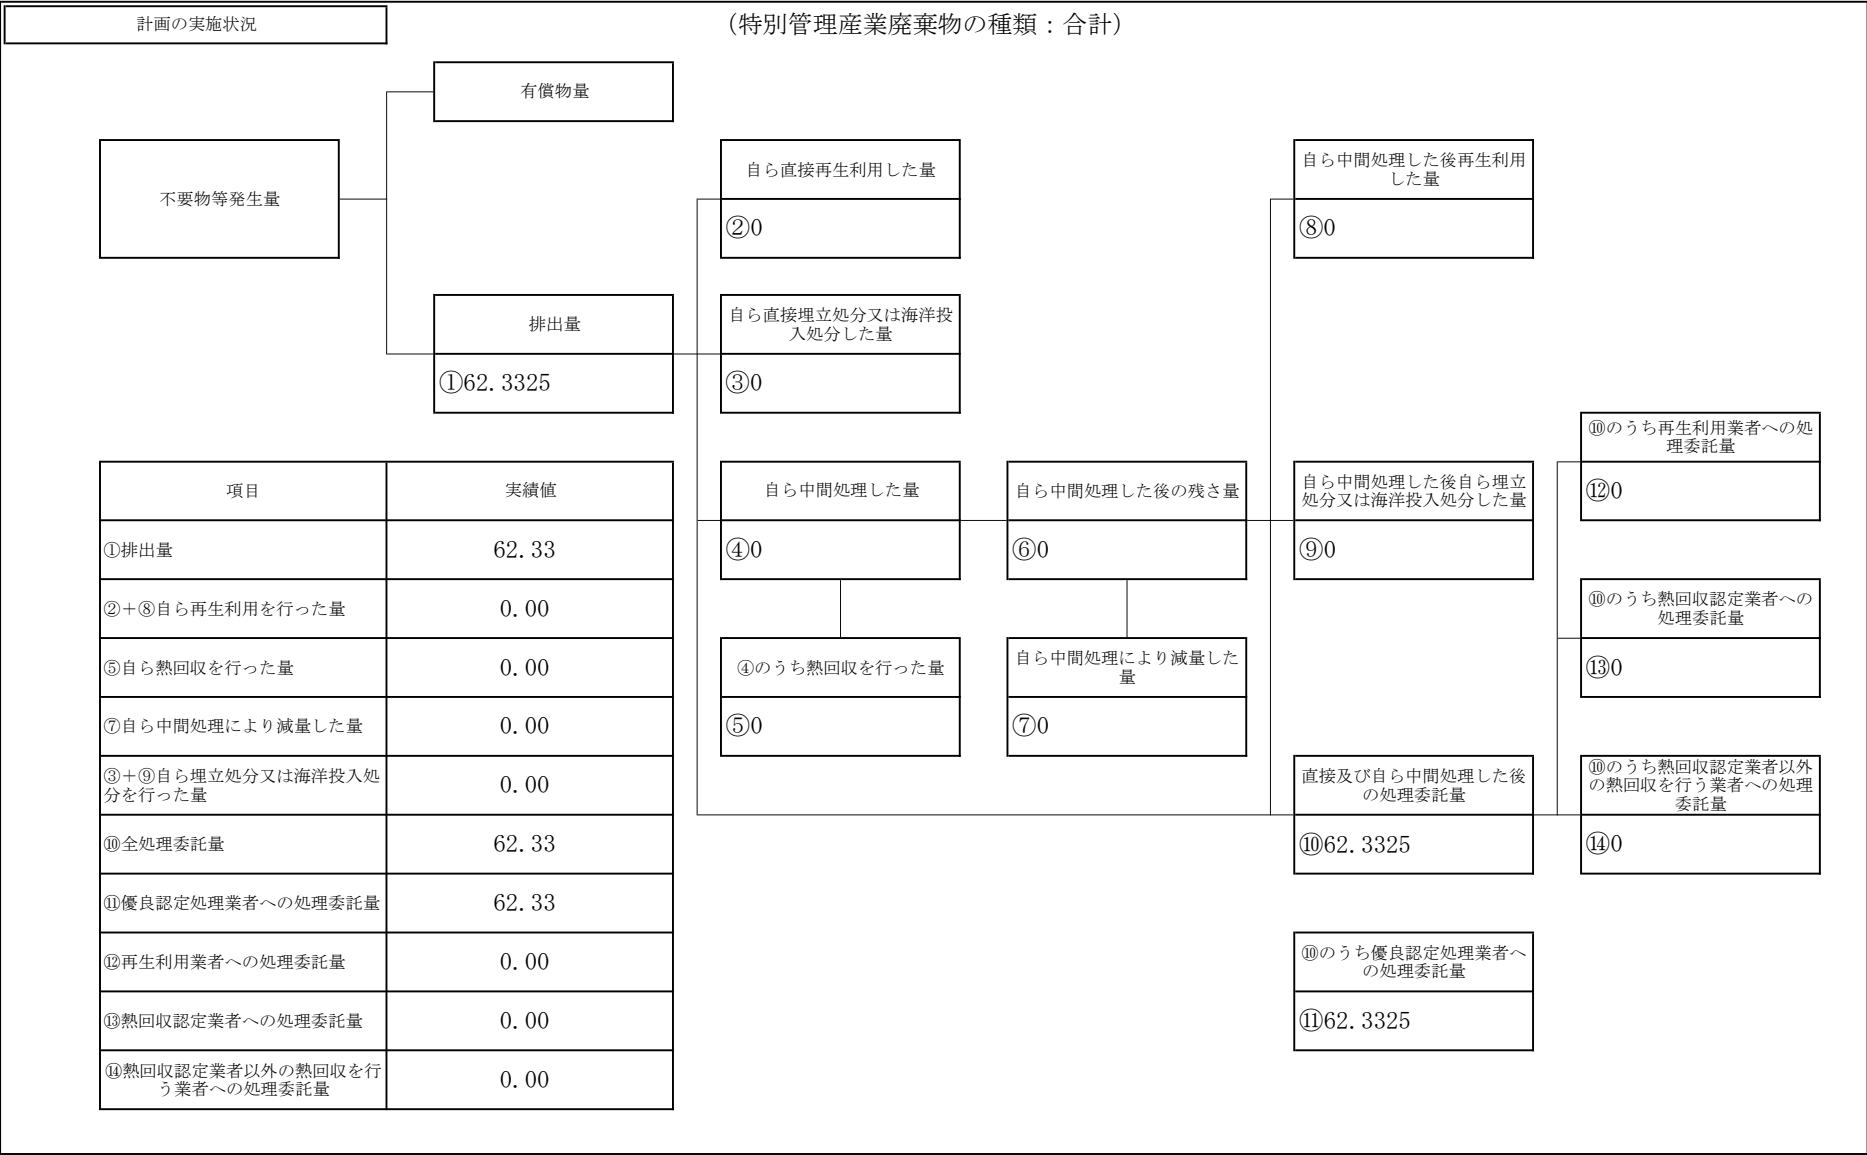 計画の実施状況
（特別管理産業廃棄物の種類：合計）
有償物量
不要物等発生量
自ら直接再生利用した量
②0
自ら中間処理した後再生利用
した量
⑧0
排出量
①62.3325
自ら直接埋立処分又は海洋投
入処分した量
③0
⑩のうち再生利用業者への処
理委託量
⑫0
自ら中間処理した量
④0
自ら中間処理した後の残さ量
⑥0
自ら中間処理した後自ら埋立
処分又は海洋投入処分した量
⑨0
⑩のうち熱回収認定業者への
処理委託量
⑬0
④のうち熱回収を行った量
⑤0
自ら中間処理により減量した
量
⑦0
直接及び自ら中間処理した後
の処理委託量
⑩62.3325
⑩のうち熱回収認定業者以外
の熱回収を行う業者への処理
委託量
⑭0
⑩のうち優良認定処理業者へ
の処理委託量
⑪62.3325
項目 実績値
①排出量 62.33
②＋⑧自ら再生利用を行った量 0.00
⑤自ら熱回収を行った量 0.00
⑦自ら中間処理により減量した量 0.00
③＋⑨自ら埋立処分又は海洋投入処
分を行った量 0.00
⑩全処理委託量 62.33
⑪優良認定処理業者への処理委託量 62.33
⑫再生利用業者への処理委託量 0.00
⑬熱回収認定業者への処理委託量 0.00
⑭熱回収認定業者以外の熱回収を行
う業者への処理委託量 0.00